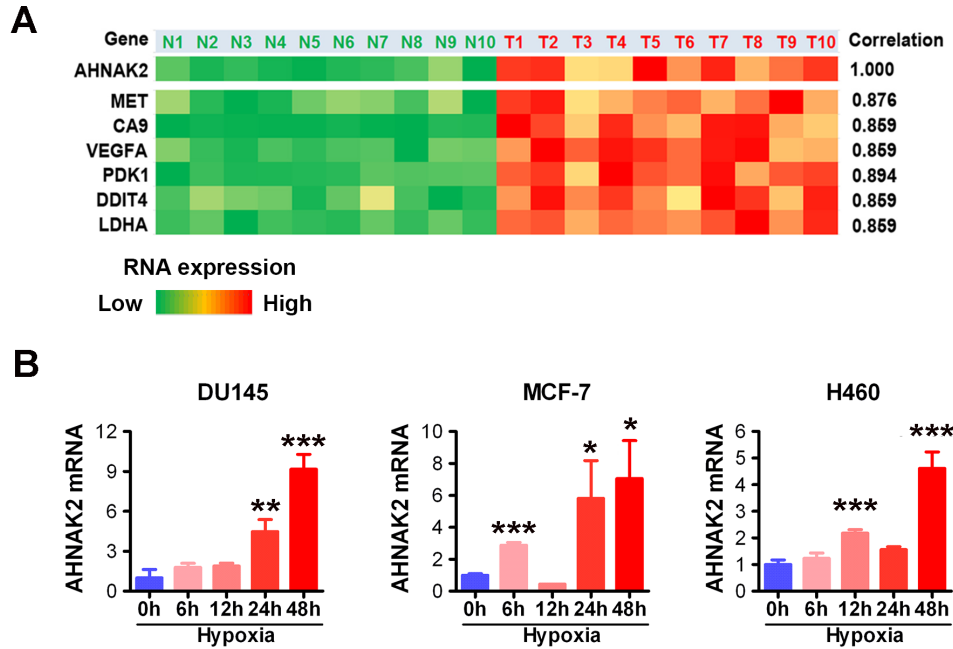 A
Gene N1 N2 N3 N4 N5 N6 N7 N8 N9 N10 T1 T2 T3 T4 T5 T6 T7 T8 T9 T10 Correlation
AHNAK2 1.000
MET 0.876
CA9 0.859
VEGFA 0.859
PDK1 0.894
DDIT4 0.859
LDHA 0.859
RNA expression
Low High
B
DU145 MCF-7 H460
AHNAK2 mRNA
12
9
6
3
0
*** 
**
0h 6h 12h 24h 48h
Hypoxia
AHNAK2 mRNA
10
8
6
4
2
0
*
*
***
0h 6h 12h 24h 48h
Hypoxia
AHNAK2 mRNA
6
5
4
3
2
1
0
***
***
0h 6h 12h 24h 48h
Hypoxia